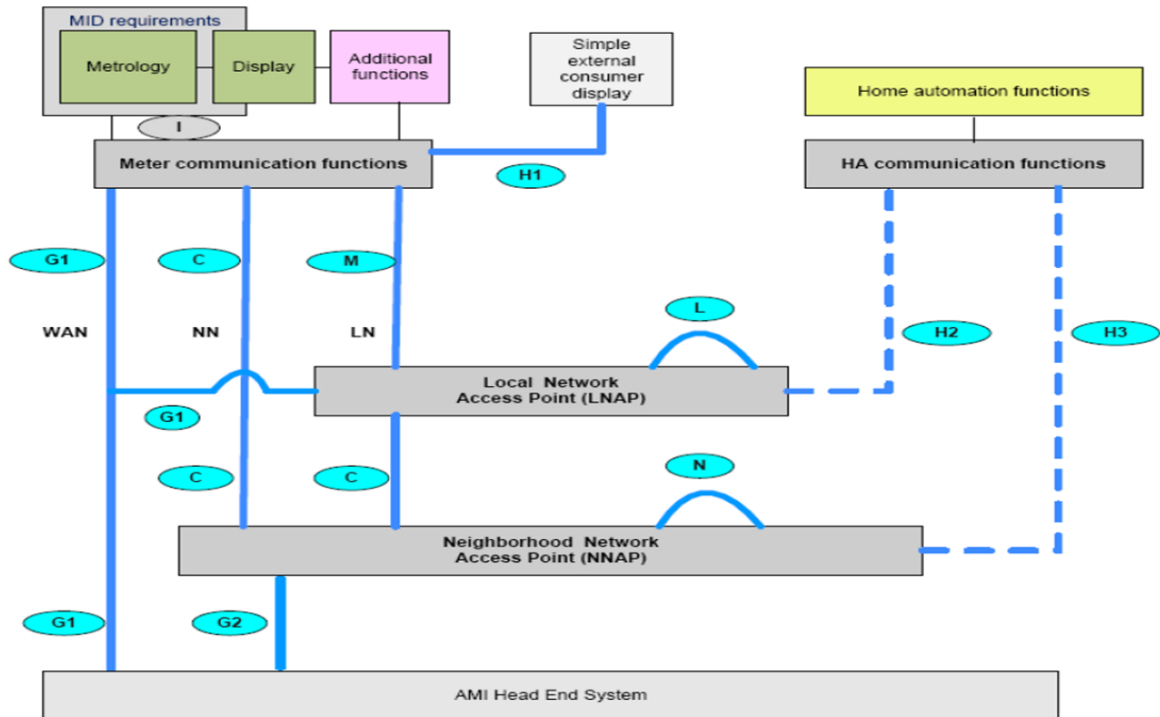 MID requirements
Metrology
Display
Additional
functions
Simple
external
consumer
display
Home automation functions
I
Meter communication functions
HA communication functions
H1
G1
C
M
WAN
NN
LN
L
H2
H3
Local Network
Access Point (LNAP)
G1
C
C
N
Neighborhood Network
Access Point (NNAP)
G1
G2
AMI Head End System